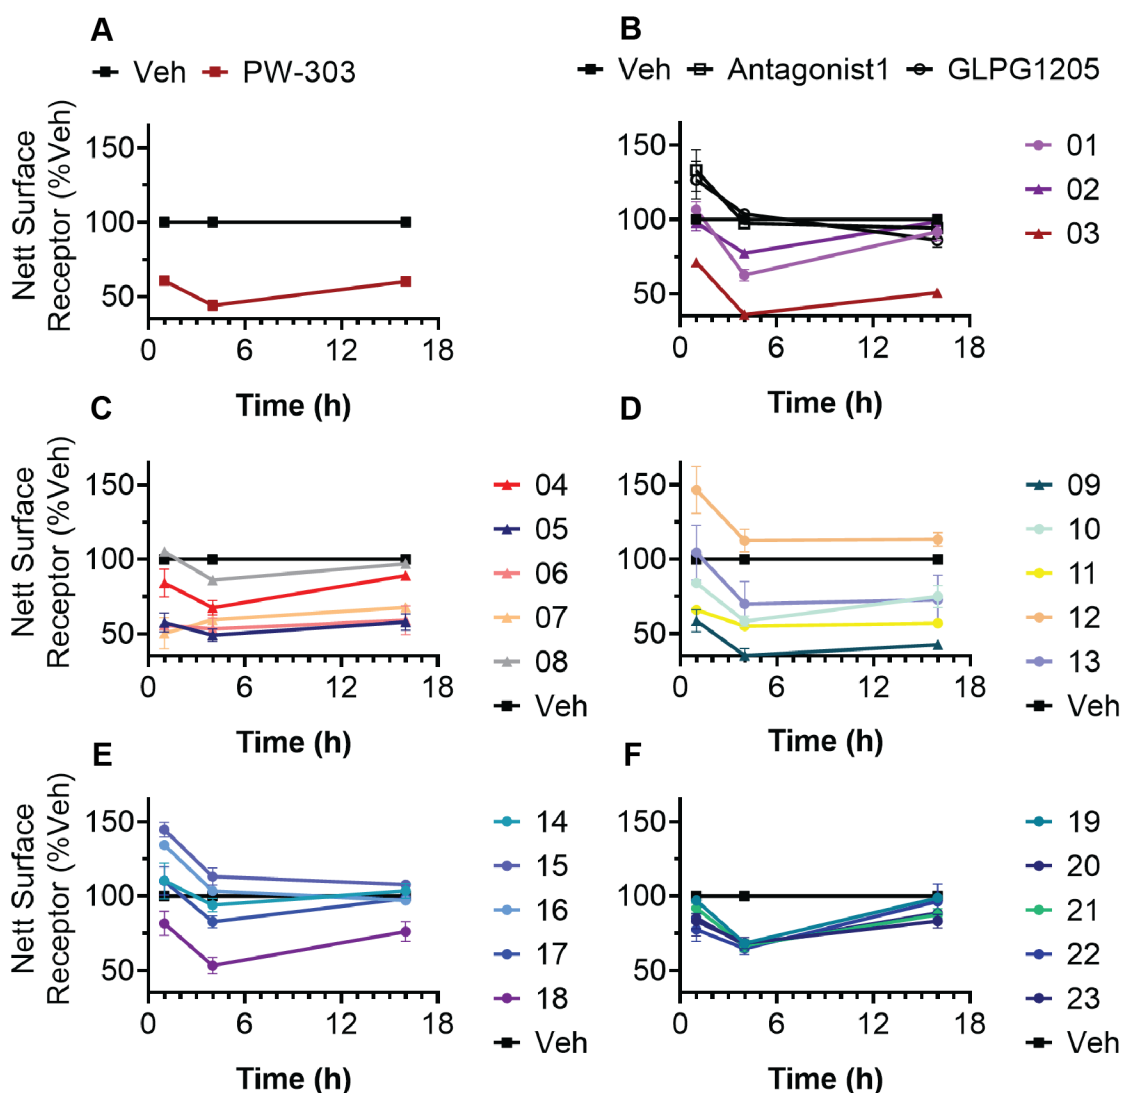 A
Veh PW-303
Nett Surface
Receptor (%Veh)
150
100
50
0 6 12 18
Time (h)
B
Veh Antagonist1 GLPG1205
150
100
50
0 6 12 18
Time (h)
01
02
03
C
Nett Surface
Receptor (%Veh)
150
100
50
0 6 12 18
Time (h)
04
05
06
07
08
Veh
D
150
100
50
0 6 12 18
Time (h)
09
10
11
12
13
Veh
E
Nett Surface
Receptor (%Veh)
150
100
50
0 6 12 18
Time (h)
14
15
16
17
18
Veh
F
150
100
50
0 6 12 18
Time (h)
19
20
21
22
23
Veh